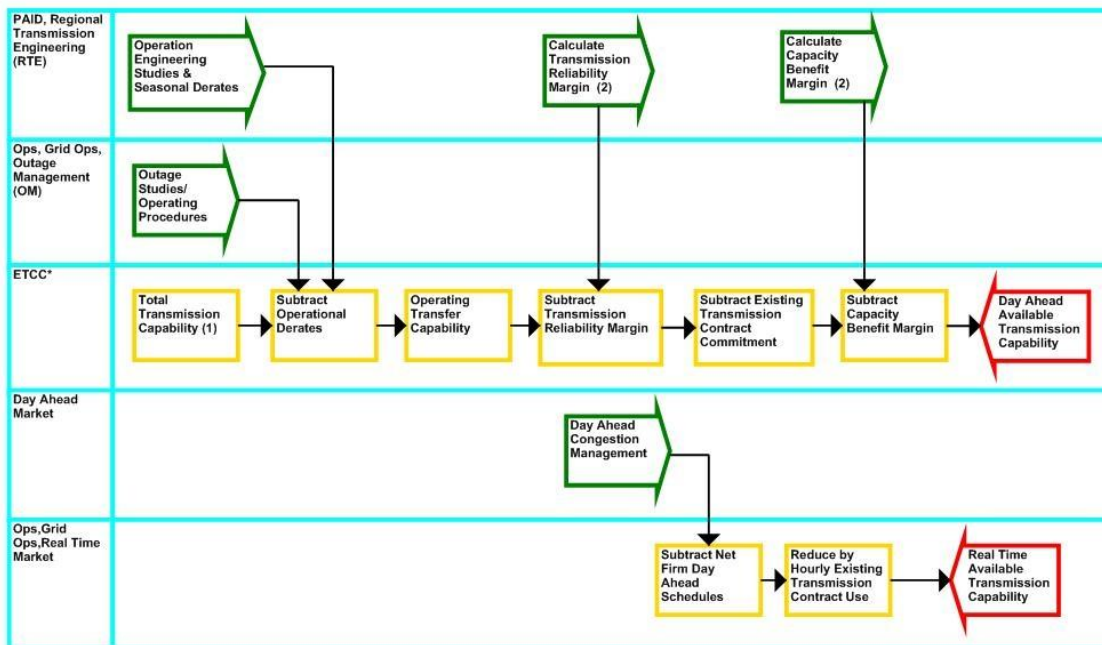 PAID, Regional
Transmission
Engineering
(RTE)
Operation
Engineering
Studies &
Seasonal Derates
Calculate
Transmission
Reliability
Margin (2)
Calculate
Capacity
Benefit
Margin (2)
Ops, Grid Ops,
Outage
Management
(OM)
Outage
Studies/
Operating
Procedures
ETCC*
Total
Transmission
Capability (1)
Subtract
Operational
Derates
Operating
Transfer
Capability
Subtract
Transmission
Reliability Margin
Subtract Existing
Transmission
Contract
Commitment
Subtract
Capacity
Benefit Margin
Day Ahead
Available
Transmission
Capability
Day Ahead
Market
Day Ahead
Congestion
Management
Ops,Grid
Ops,Real Time
Market
Subtract Net
Firm Day
Ahead
Schedules
Reduce by
Hourly Existing
Transmission
Contract Use
Real Time
Available
Transmission
Capability